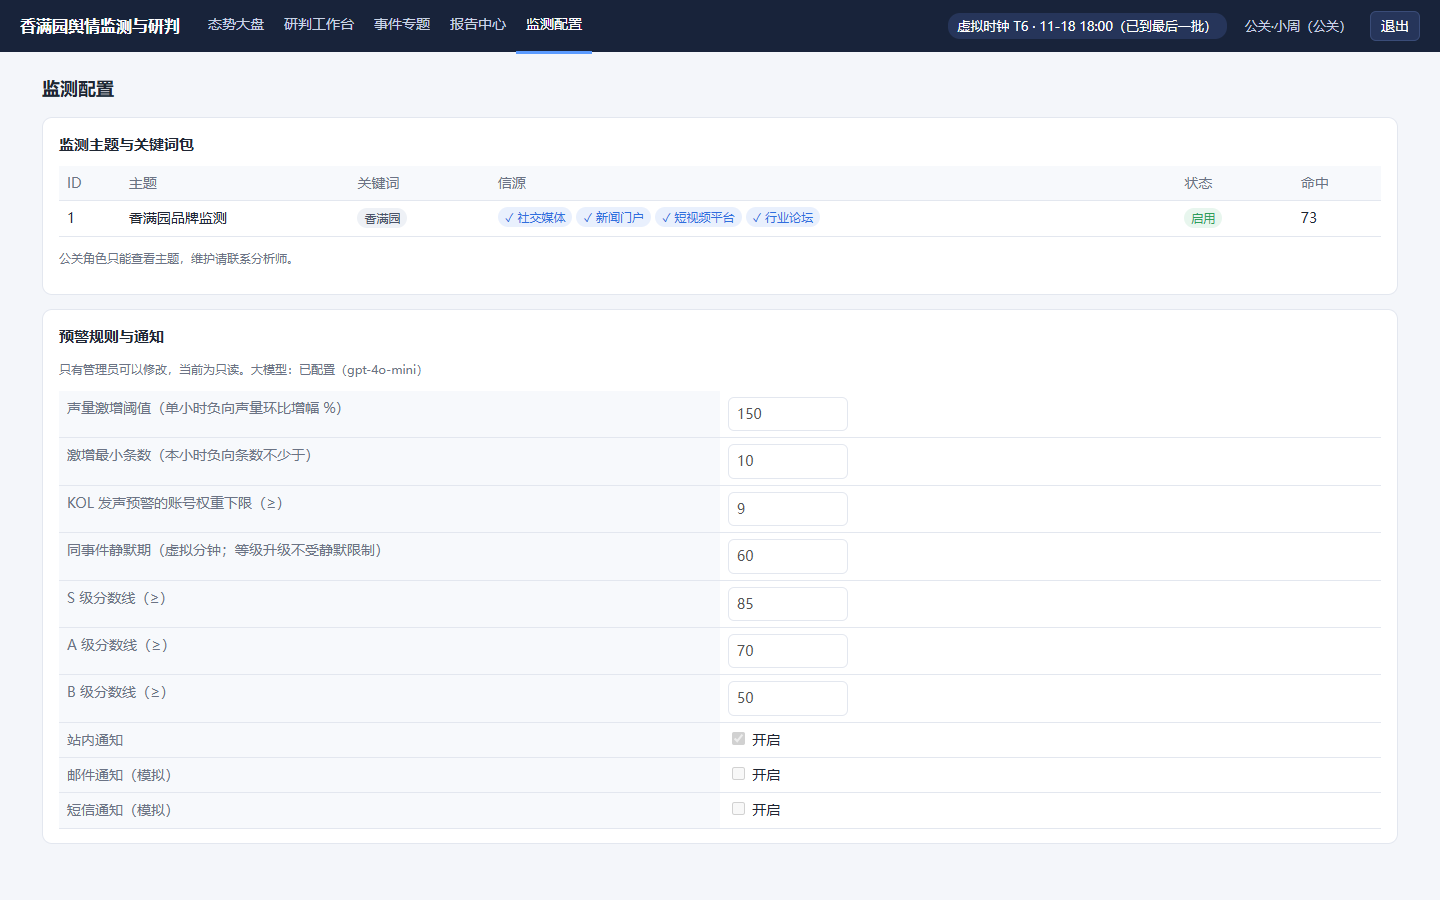 香满园舆情监测与研判 态势大盘 研判工作台 事件专题 报告中心 监测配置 虚拟时钟 T6 · 11-18 18:00（已到最后一批） 公关·小周（公关） 退出
监测配置
监测主题与关键词包
ID 主题 关键词 信源 状态 命中
1 香满园品牌监测 香满园 ✓ 社交媒体 ✓ 新闻门户 ✓ 短视频平台 ✓ 行业论坛 启用 73
公关角色只能查看主题，维护请联系分析师。
预警规则与通知
只有管理员可以修改，当前为只读。大模型：已配置（gpt-4o-mini）
声量激增阈值（单小时负向声量环比增幅 %） 150
激增最小条数（本小时负向条数不少于） 10
KOL 发声预警的账号权重下限（≥） 9
同事件静默期（虚拟分钟；等级升级不受静默限制） 60
S 级分数线（≥） 85
A 级分数线（≥） 70
B 级分数线（≥） 50
站内通知 开启
邮件通知（模拟） 开启
短信通知（模拟） 开启